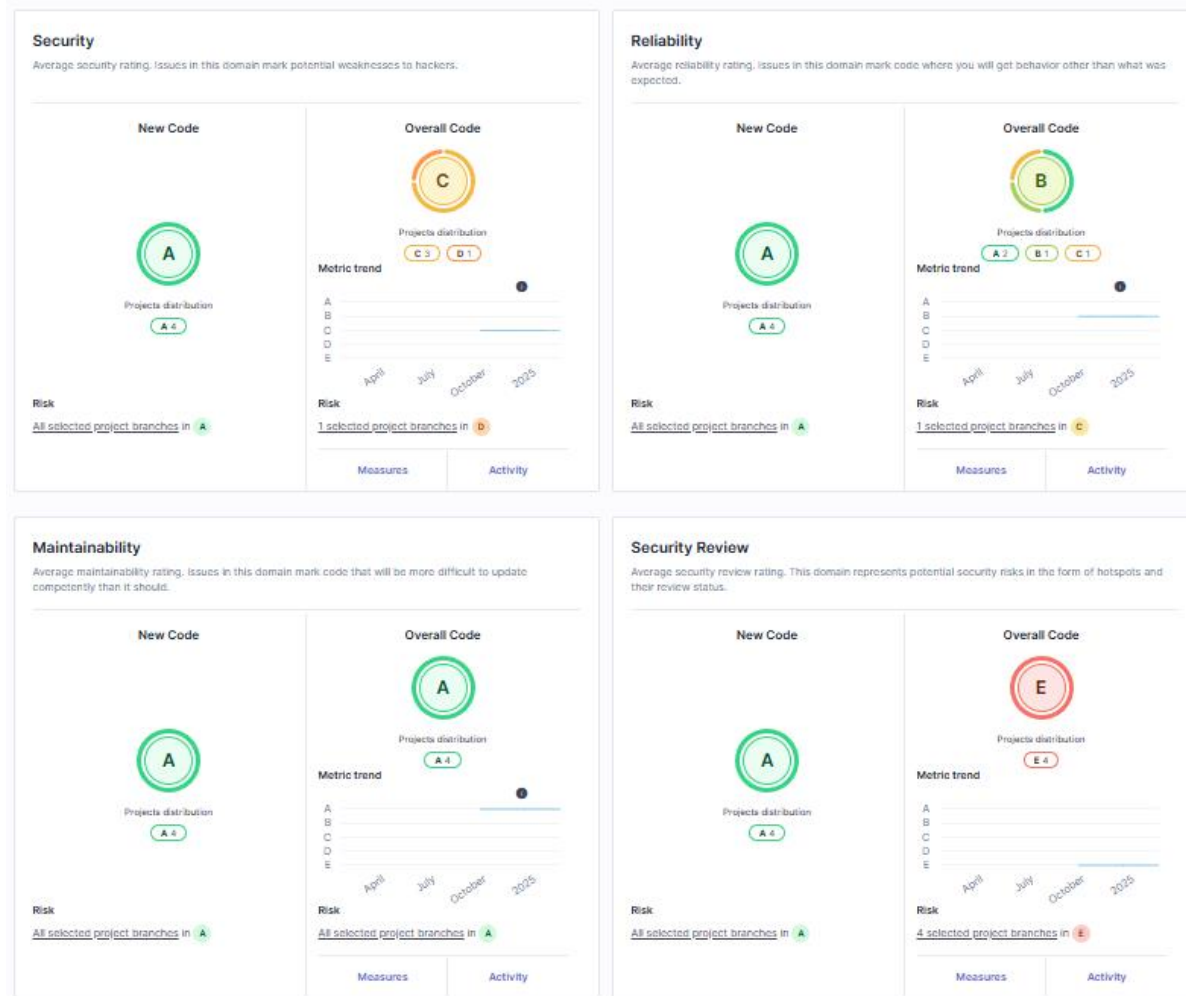 Security
Average security rating. Issues in this domain mark potential weaknesses to hackers.
New Code
A
Projects distribution
A 4
Risk
All selected project branches in A
Overall Code
C
Projects distribution
C 3 D 1
Metric trend
A
B
C
D
E
April July October 2025
Risk
1 selected project branches in D
Measures Activity
Reliability
Average reliability rating. Issues in this domain mark code where you will get behavior other than what was
expected.
New Code
A
Projects distribution
A 4
Risk
All selected project branches in A
Overall Code
B
Projects distribution
A 2 B 1 C 1
Metric trend
A
B
C
D
E
April July October 2025
Risk
1 selected project branches in C
Measures Activity
Maintainability
Average maintainability rating. Issues in this domain mark code that will be more difficult to update
competently than it should.
New Code
A
Projects distribution
A 4
Risk
All selected project branches in A
Overall Code
A
Projects distribution
A 4
Metric trend
A
B
C
D
E
April July October 2025
Risk
All selected project branches in A
Measures Activity
Security Review
Average security review rating. This domain represents potential security risks in the form of hotspots and
their review status.
New Code
A
Projects distribution
A 4
Risk
All selected project branches in A
Overall Code
E
Projects distribution
E 4
Metric trend
A
B
C
D
E
April July October 2025
Risk
4 selected project branches in E
Measures Activity